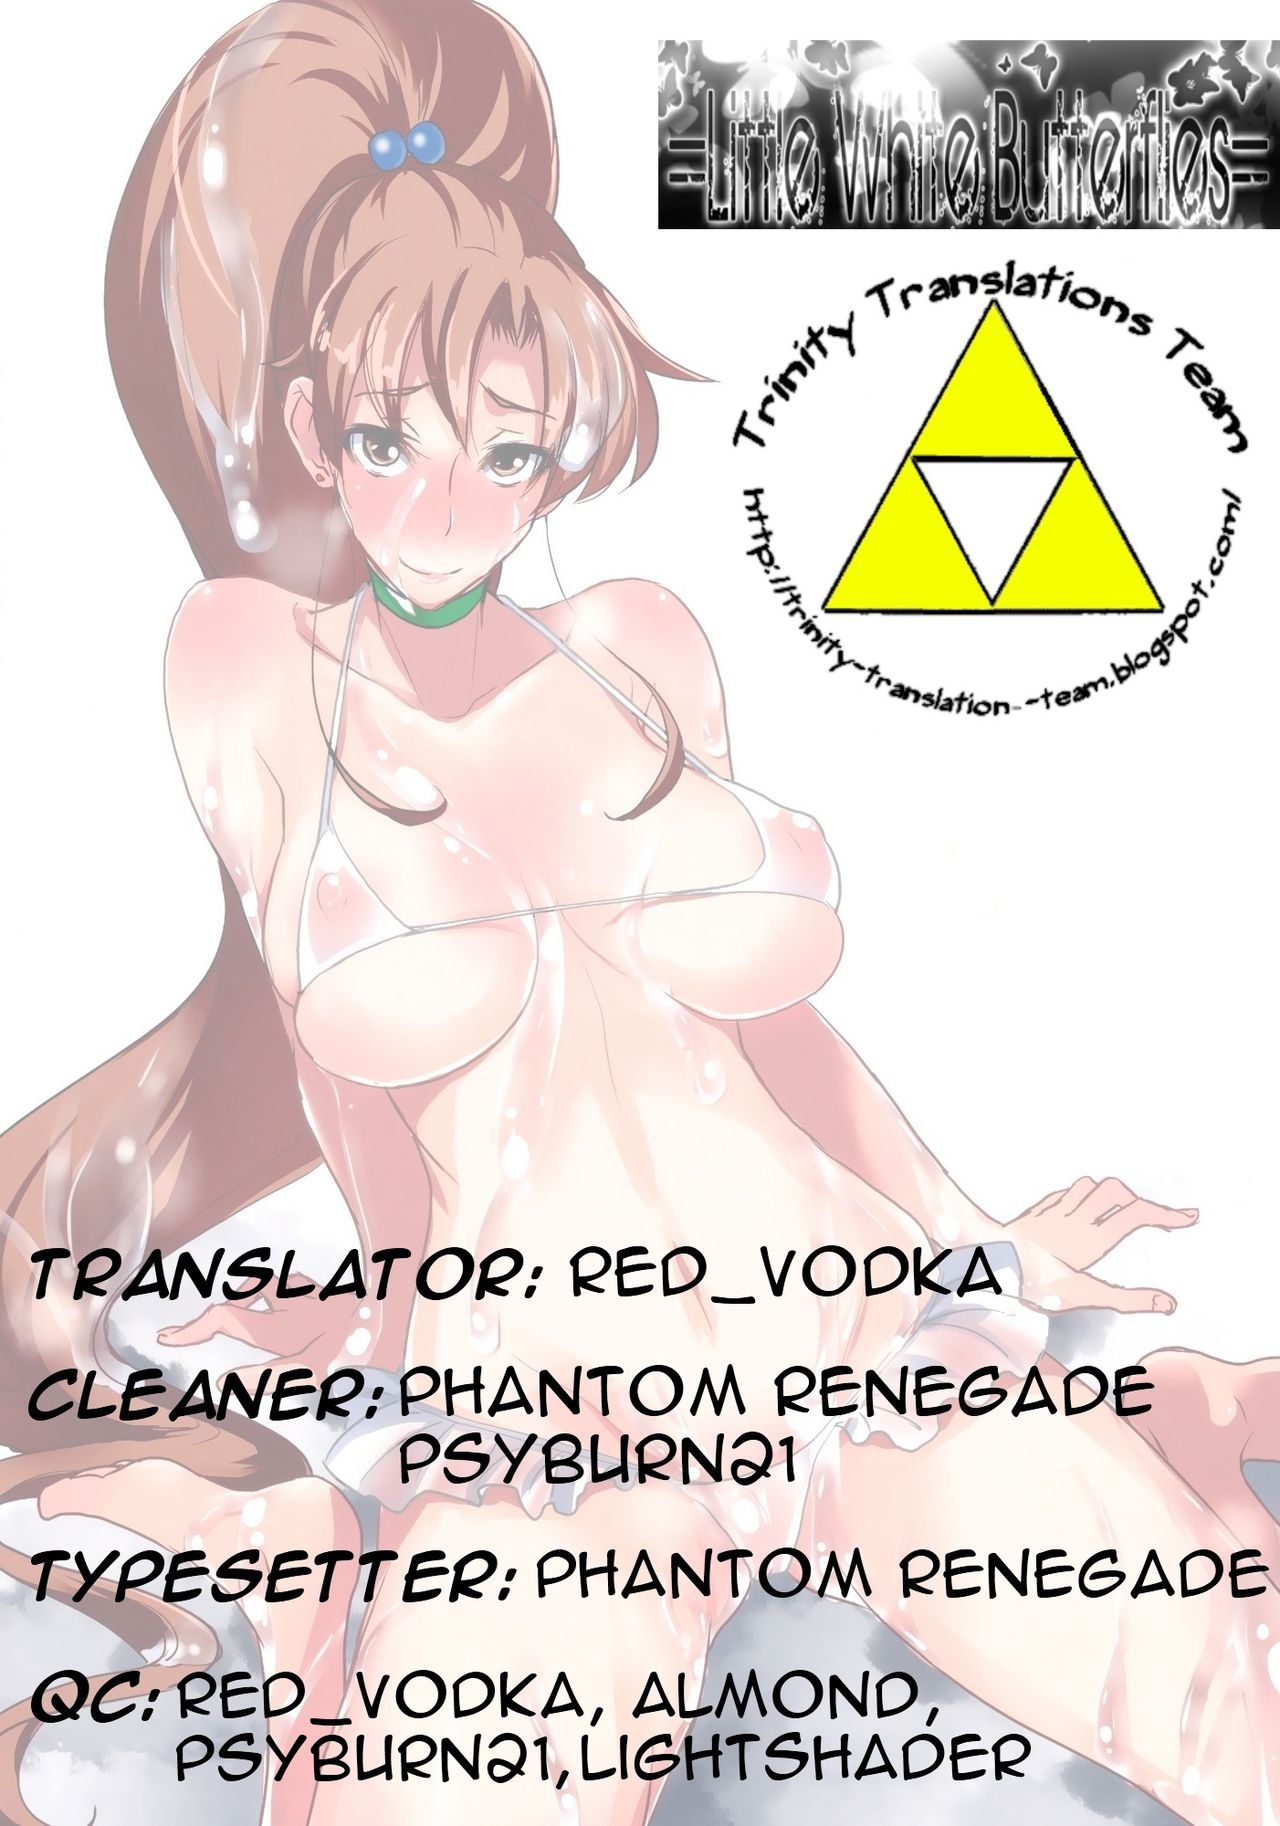 =Little White Butterflies=
Trinity Translations Team
http://trinity-translation--team.blogspot.com/
TRANSLATOR: RED_VODKA
CLEANER: PHANTOM RENEGADE
PSYBURN21
TYPESETTER: PHANTOM RENEGADE
QC: RED_VODKA, ALMOND,
PSYBURN21, LIGHTSHADER